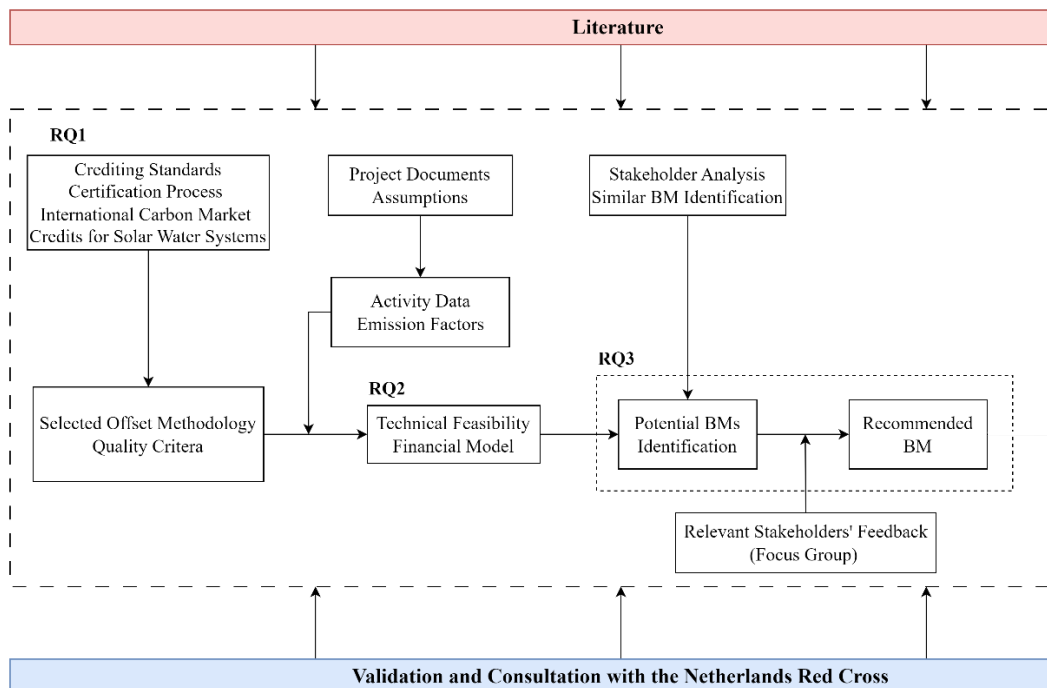 Literature
RQ1
Crediting Standards
Certification Process
International Carbon Market
Credits for Solar Water Systems
Project Documents
Assumptions
Stakeholder Analysis
Similar BM Identification
Activity Data
Emission Factors
RQ3
RQ2
Selected Offset Methodology
Quality Critera
Technical Feasibility
Financial Model
Potential BMs
Identification
Recommended
BM
Relevant Stakeholders' Feedback
(Focus Group)
Validation and Consultation with the Netherlands Red Cross